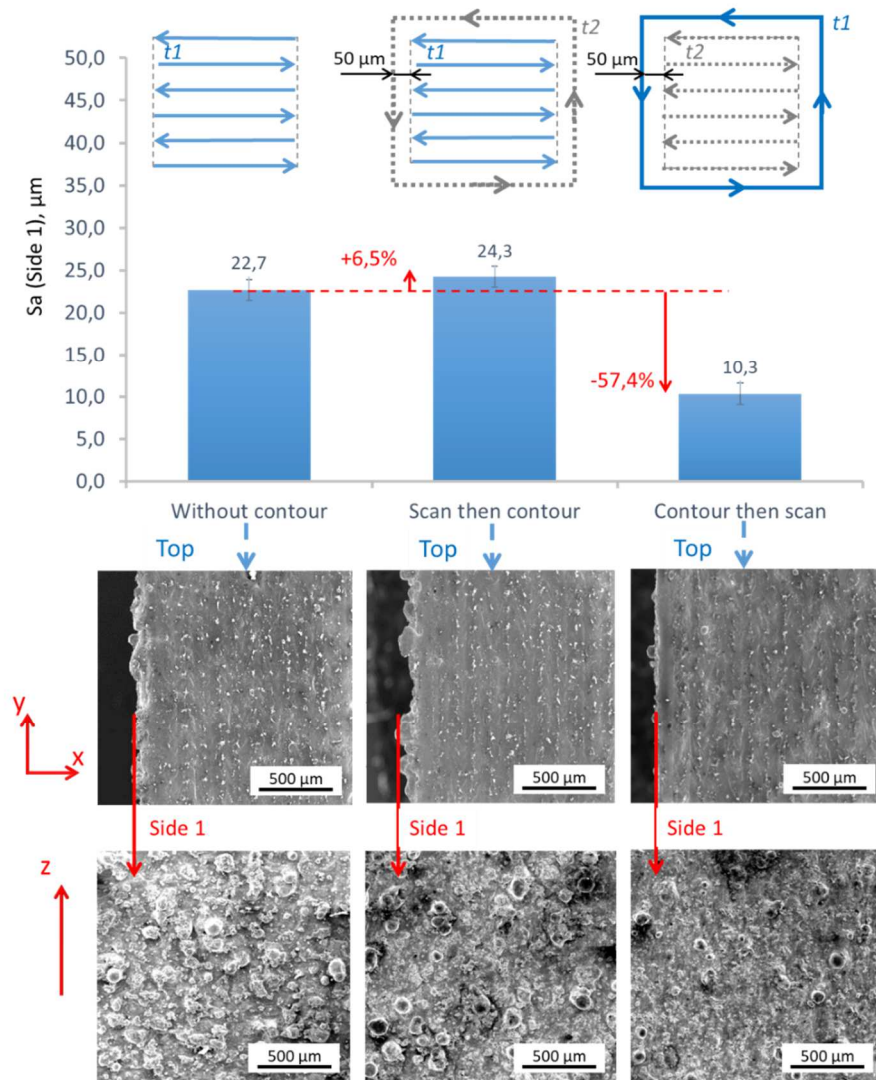 t1
t2
t1
50 µm
t1
t2
50 µm
Sa (Side 1), µm
50,0
45,0
40,0
35,0
30,0
25,0
20,0
15,0
10,0
5,0
0,0
22,7
+6,5%
24,3
-57,4%
10,3
Without contour
Scan then contour
Contour then scan
Top
Top
Top
y
x
500 µm
500 µm
500 µm
Side 1
Side 1
Side 1
z
500 µm
500 µm
500 µm